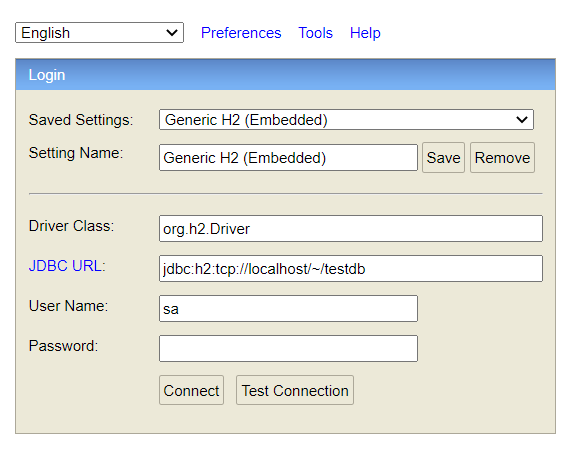 English Preferences Tools Help
Login
Saved Settings: Generic H2 (Embedded)
Setting Name: Generic H2 (Embedded) Save Remove
Driver Class: org.h2.Driver
JDBC URL: jdbc:h2:tcp://localhost/~/testdb
User Name: sa
Password:
Connect Test Connection